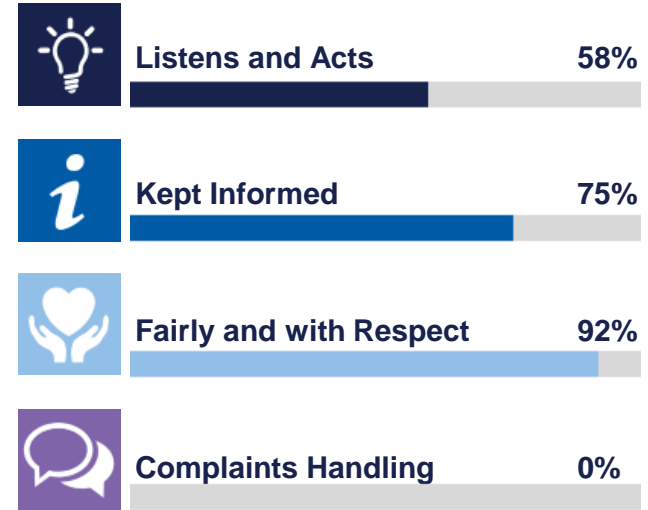 Listens and Acts 58%
Kept Informed 75%
Fairly and with Respect 92%
Complaints Handling 0%